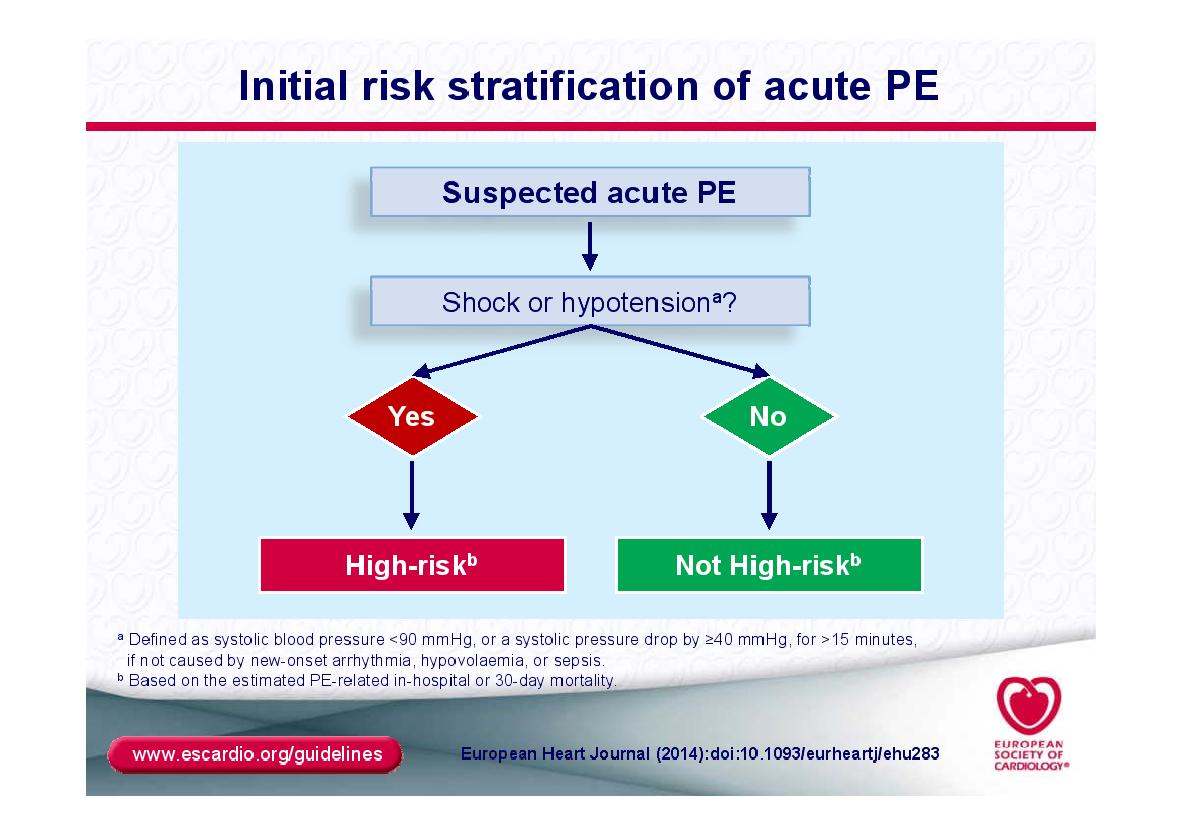 Initial risk stratification of acute PE
Suspected acute PE
Shock or hypotensionᵃ?
Yes
No
High-riskᵇ
Not High-riskᵇ
ᵃ Defined as systolic blood pressure <90 mmHg, or a systolic pressure drop by ≥40 mmHg, for >15 minutes,
if not caused by new-onset arrhythmia, hypovolaemia, or sepsis.
ᵇ Based on the estimated PE-related in-hospital or 30-day mortality.
www.escardio.org/guidelines
European Heart Journal (2014):doi:10.1093/eurheartj/ehu283
EUROPEAN
SOCIETY OF
CARDIOLOGY®